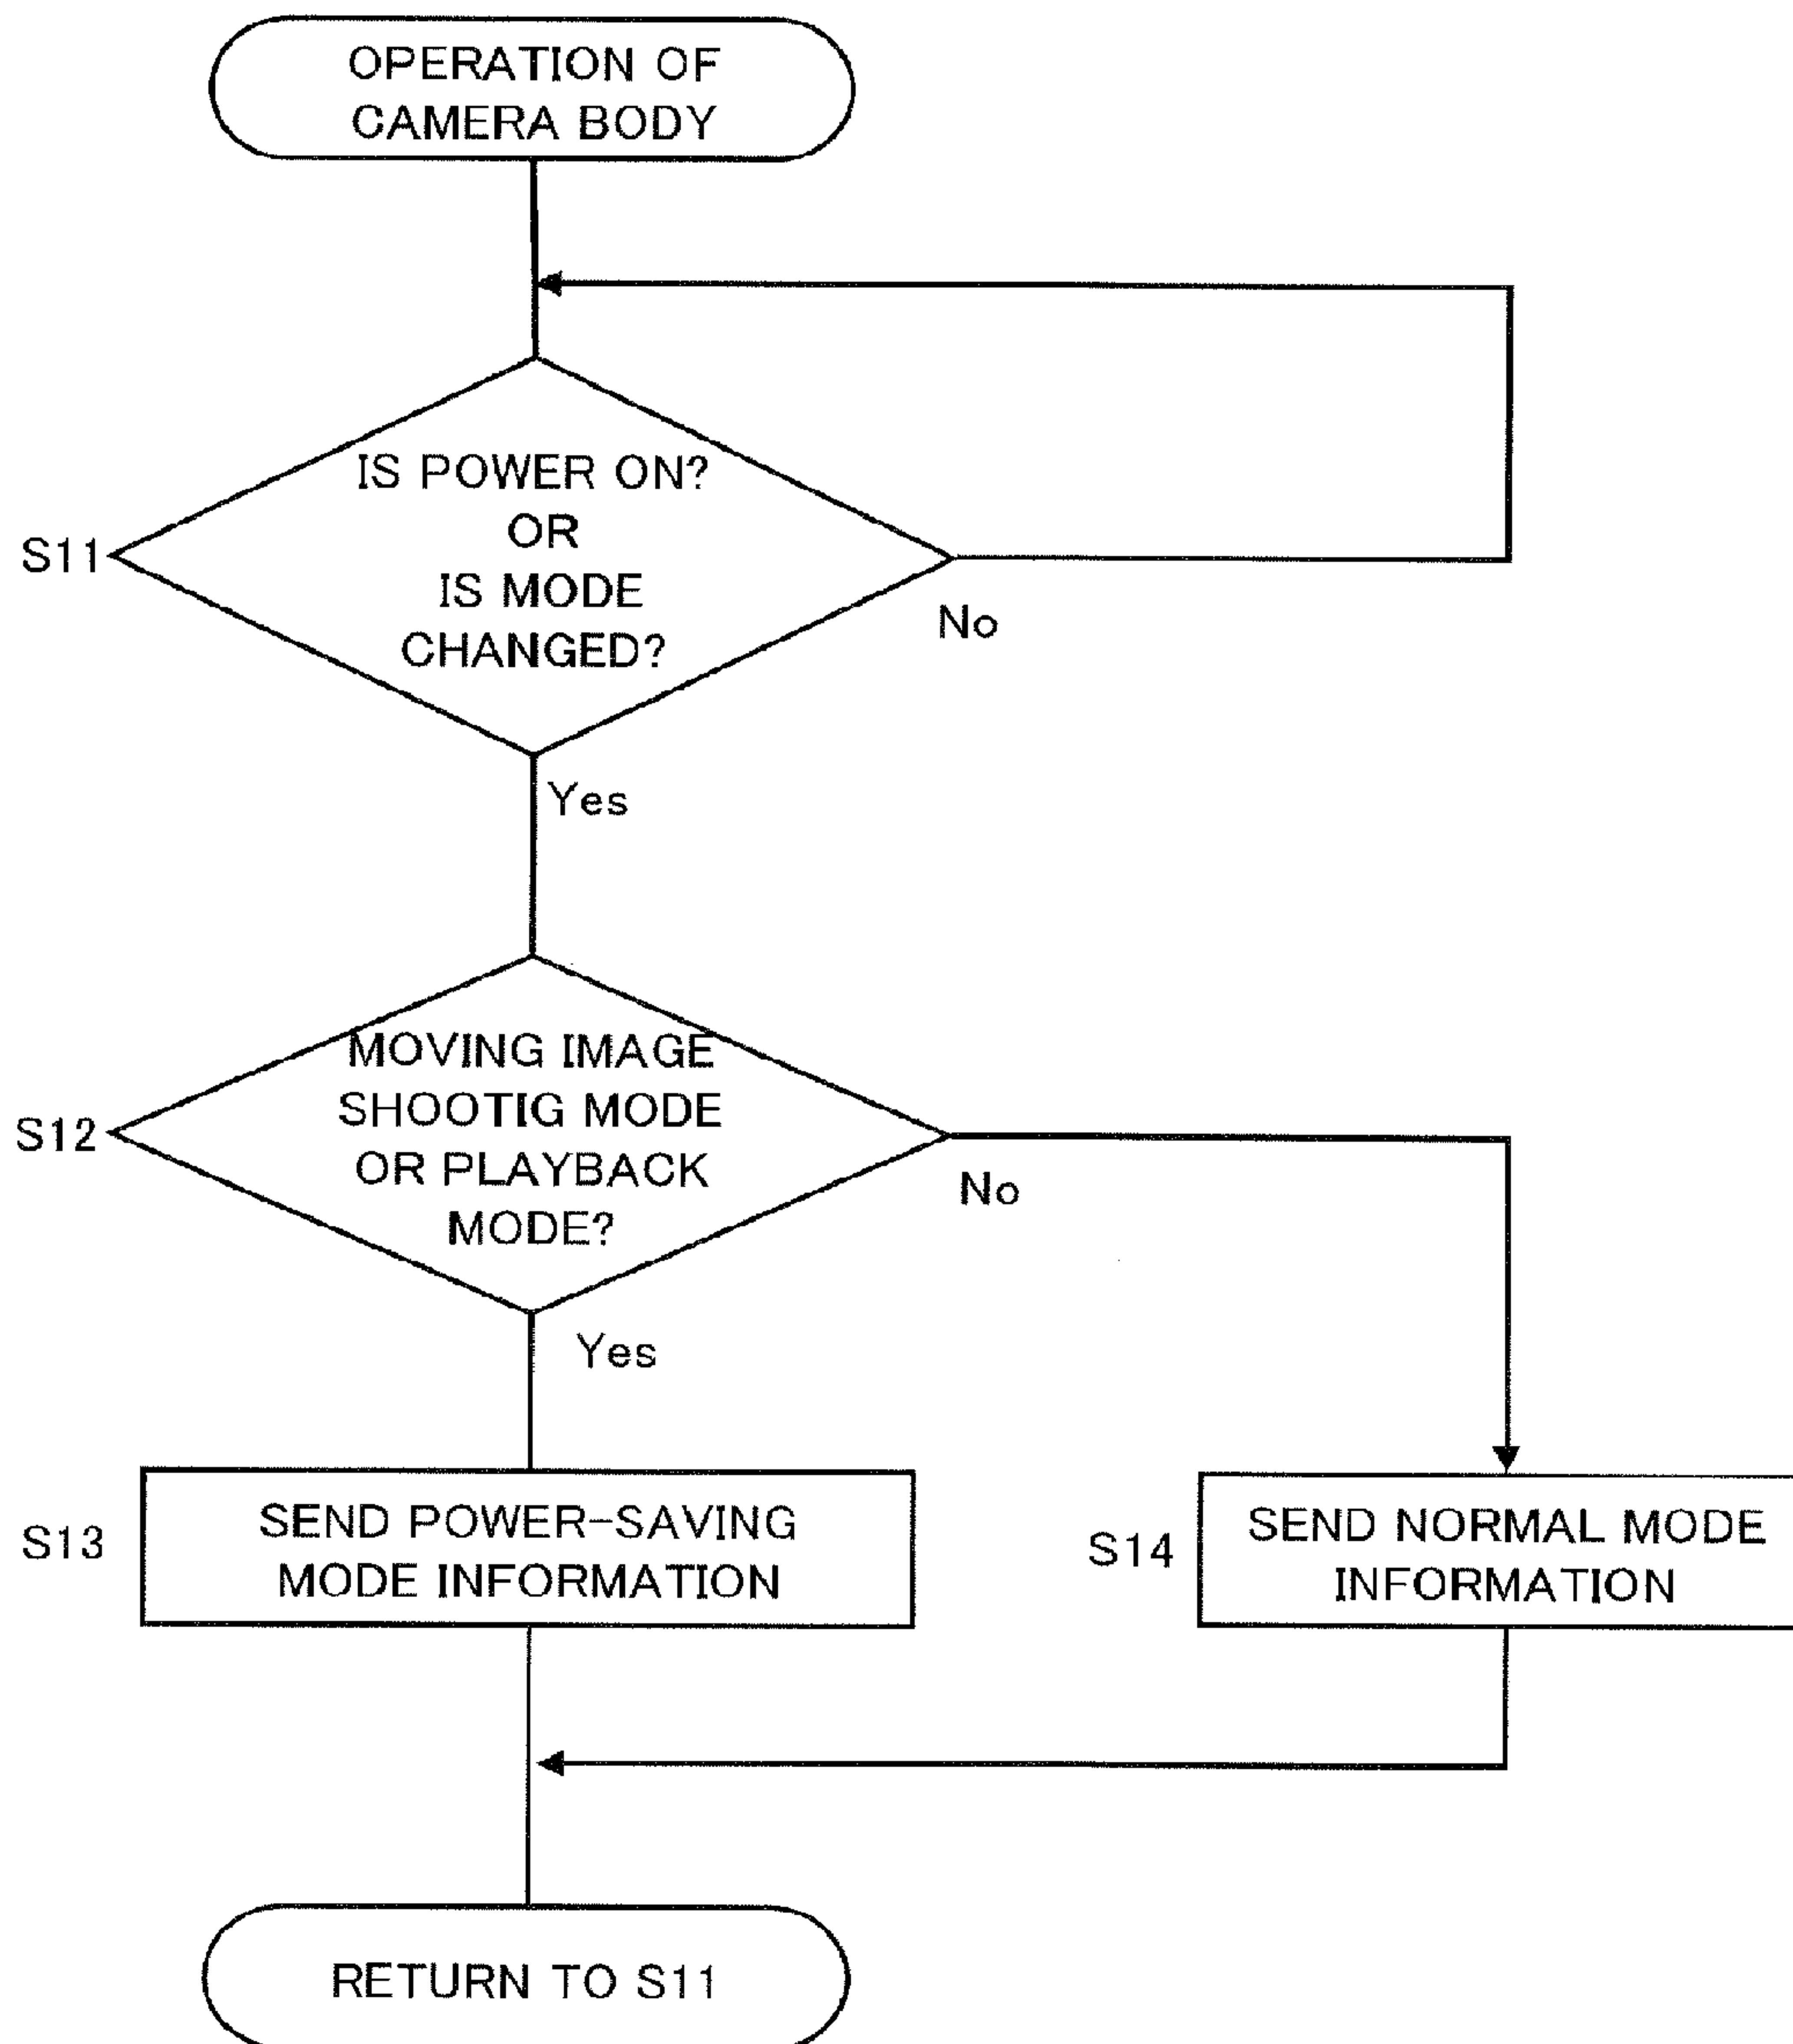 OPERATION OF
CAMERA BODY
IS POWER ON?
OR
IS MODE
CHANGED?
S11
No
Yes
MOVING IMAGE
SHOOTIG MODE
OR PLAYBACK
MODE?
S12
No
Yes
S13
SEND POWER-SAVING
MODE INFORMATION
S14
SEND NORMAL MODE
INFORMATION
RETURN TO S11